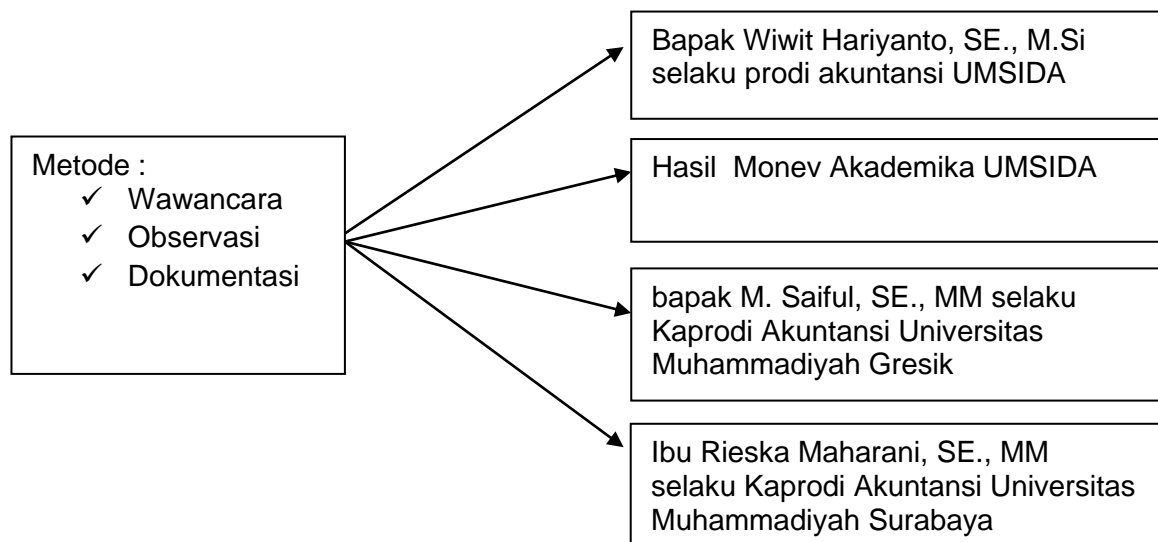 Metode :
✓ Wawancara
✓ Observasi
✓ Dokumentasi
Bapak Wiwit Hariyanto, SE., M.Si
selaku prodi akuntansi UMSIDA
Hasil  Monev Akademika UMSIDA
bapak M. Saiful, SE., MM selaku
Kaprodi Akuntansi Universitas
Muhammadiyah Gresik
Ibu Rieska Maharani, SE., MM
selaku Kaprodi Akuntansi Universitas
Muhammadiyah Surabaya